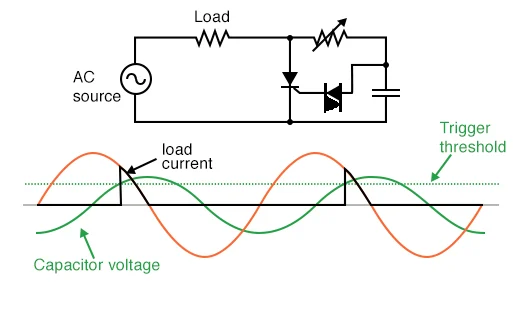 Load
AC
source
load
current
Trigger
threshold
Capacitor voltage